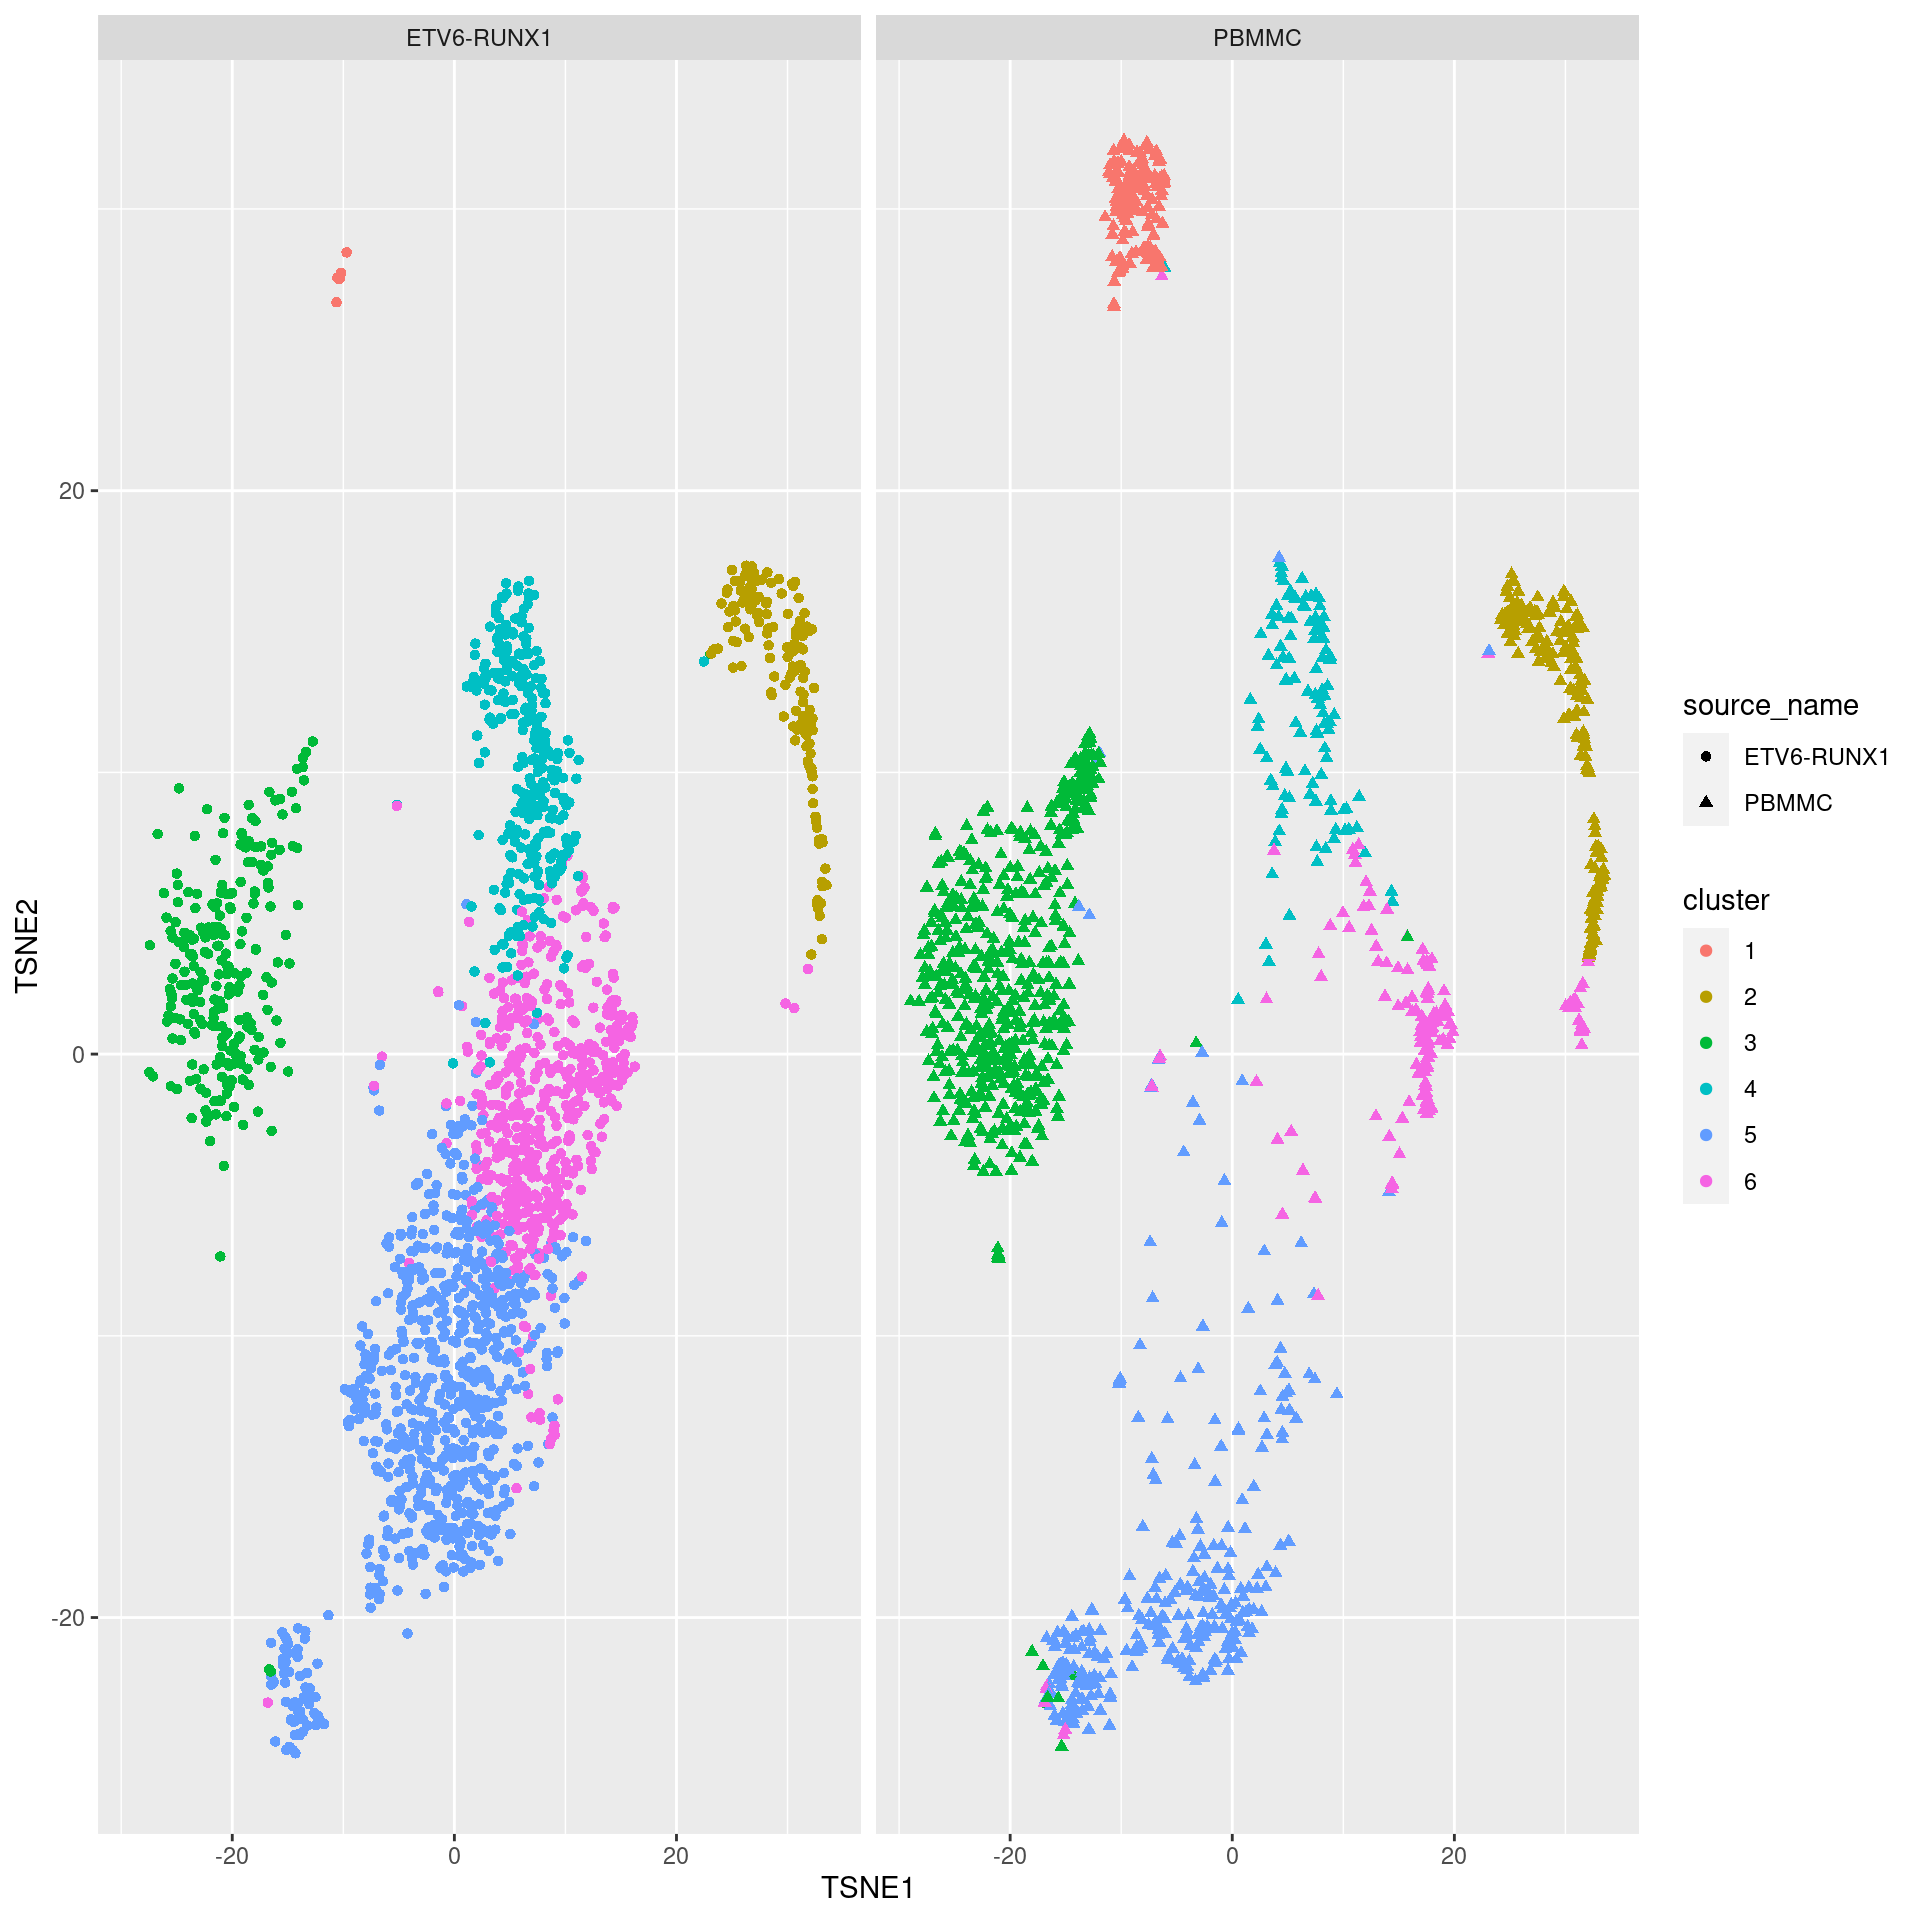 ETV6-RUNX1 PBMMC
20
0
-20
TSNE2
-20 0 20 -20 0 20
TSNE1
source_name
ETV6-RUNX1
PBMMC
cluster
1
2
3
4
5
6